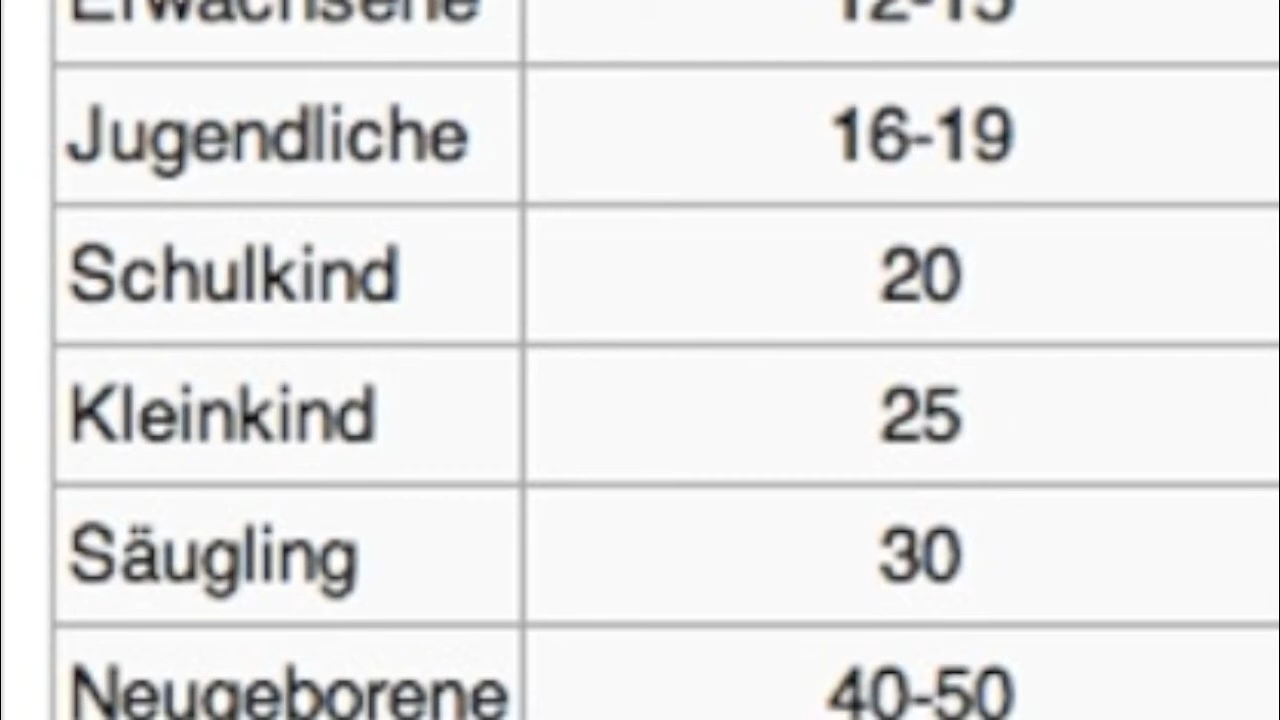 Erwachsene 12-15
Jugendliche 16-19
Schulkind 20
Kleinkind 25
Säugling 30
Neugeborene 40-50